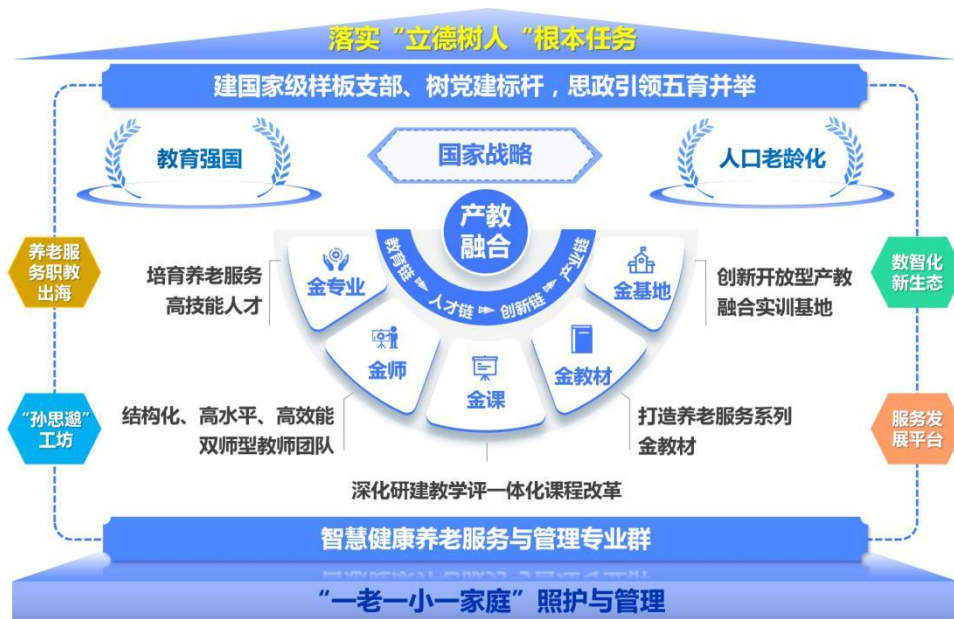 落实“立德树人“根本任务
建国家级样板支部、树党建标杆，思政引领五育并举
教育强国
国家战略
人口老龄化
产教
融合
教育链
人才链
创新链
产业链
养老服
务职教
出海
培育养老服务
高技能人才
金专业
金基地
创新开放型产教
融合实训基地
数智化
新生态
金师
金课
金教材
“孙思邈”
工坊
结构化、高水平、高效能
双师型教师团队
打造养老服务系列
金教材
服务发
展平台
深化研建教学评一体化课程改革
智慧健康养老服务与管理专业群
“一老一小一家庭”照护与管理